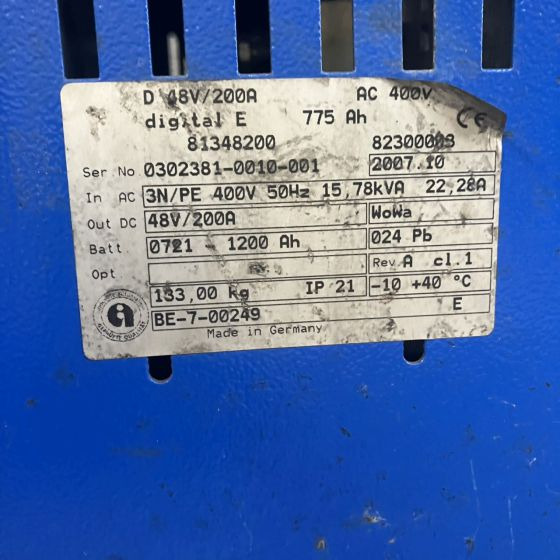 D 48V/200A AC 400V
digital E 775 Ah CE
81348200 82300003
Ser.No 0302381-0010-001 2007.10
In AC 3N/PE 400V 50Hz 15,78kVA 22,28A
Out DC 48V/200A WoWa
Batt. 0721 - 1200 Ah 024 Pb
Opt. Rev A cl.1
133,00 kg IP 21 -10 +40 °C
BE-7-00249 E
Made in Germany